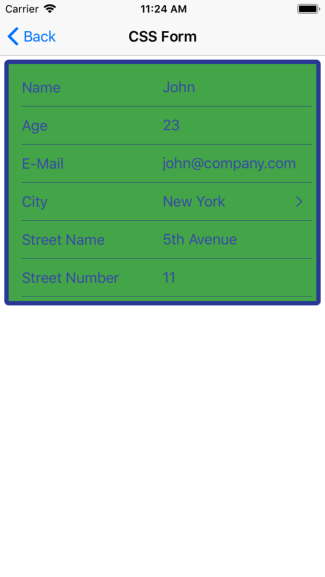 Carrier 11:24 AM
Back CSS Form
Name John
Age 23
E-Mail john@company.com
City New York
Street Name 5th Avenue
Street Number 11